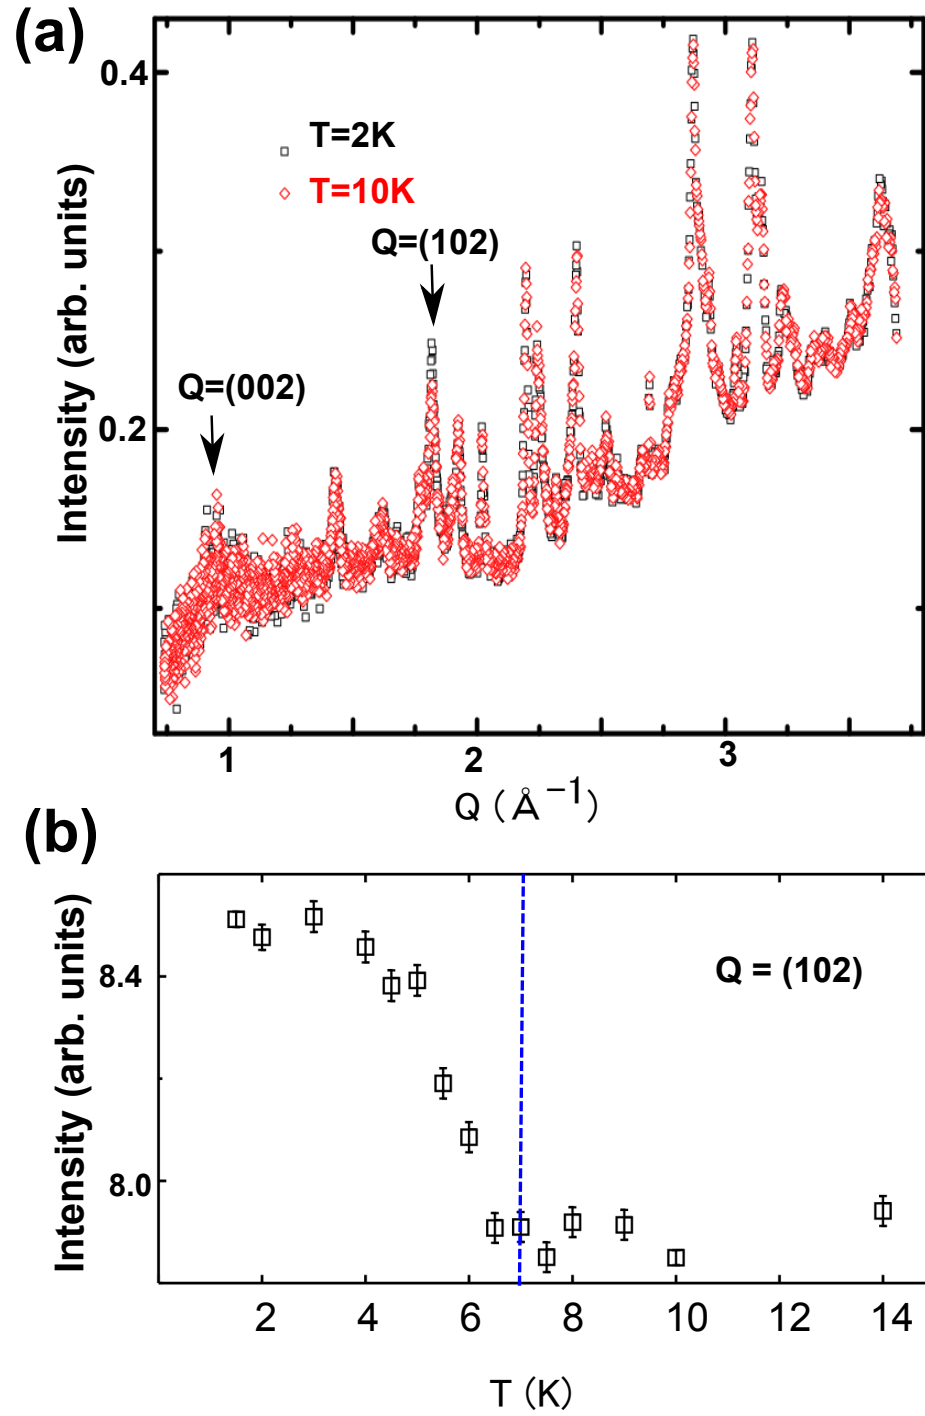 (a)
0.4
T=2K
T=10K
Q=(102)
Q=(002)
0.2
Intensity (arb. units)
1 2 3
Q (Å⁻¹)
(b)
8.4
Q = (102)
8.0
Intensity (arb. units)
2 4 6 8 10 12 14
T (K)